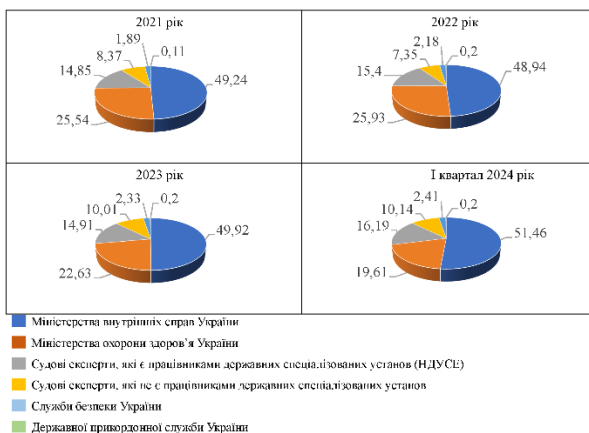 2021 рік
1,89
0,11
8,37
14,85
49,24
25,54
2022 рік
2,18
0,2
7,35
15,4
48,94
25,93
2023 рік
2,33
0,2
10,01
14,91
49,92
22,63
І квартал 2024 рік
2,41
0,2
10,14
16,19
51,46
19,61
Міністерства внутрішніх справ України
Міністерства охорони здоров'я України
Судові експерти, які є працівниками державних спеціалізованих установ (НДУСЕ)
Судові експерти, які не є працівниками державних спеціалізованих установ
Служби безпеки України
Державної прикордонної служби України